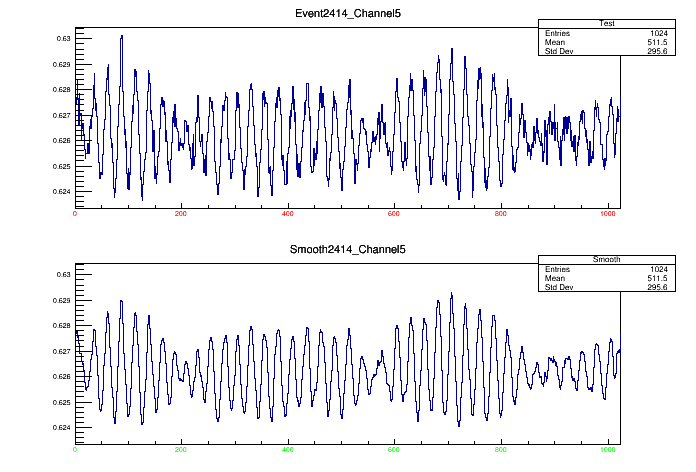 Event2414_Channel5
Test
Entries 1024
Mean 511.5
Std Dev 295.6
0.63
0.629
0.628
0.627
0.626
0.625
0.624
0 200 400 600 800 1000
Smooth2414_Channel5
Smooth
Entries 1024
Mean 511.5
Std Dev 295.6
0.63
0.629
0.628
0.627
0.626
0.625
0.624
0 200 400 600 800 1000